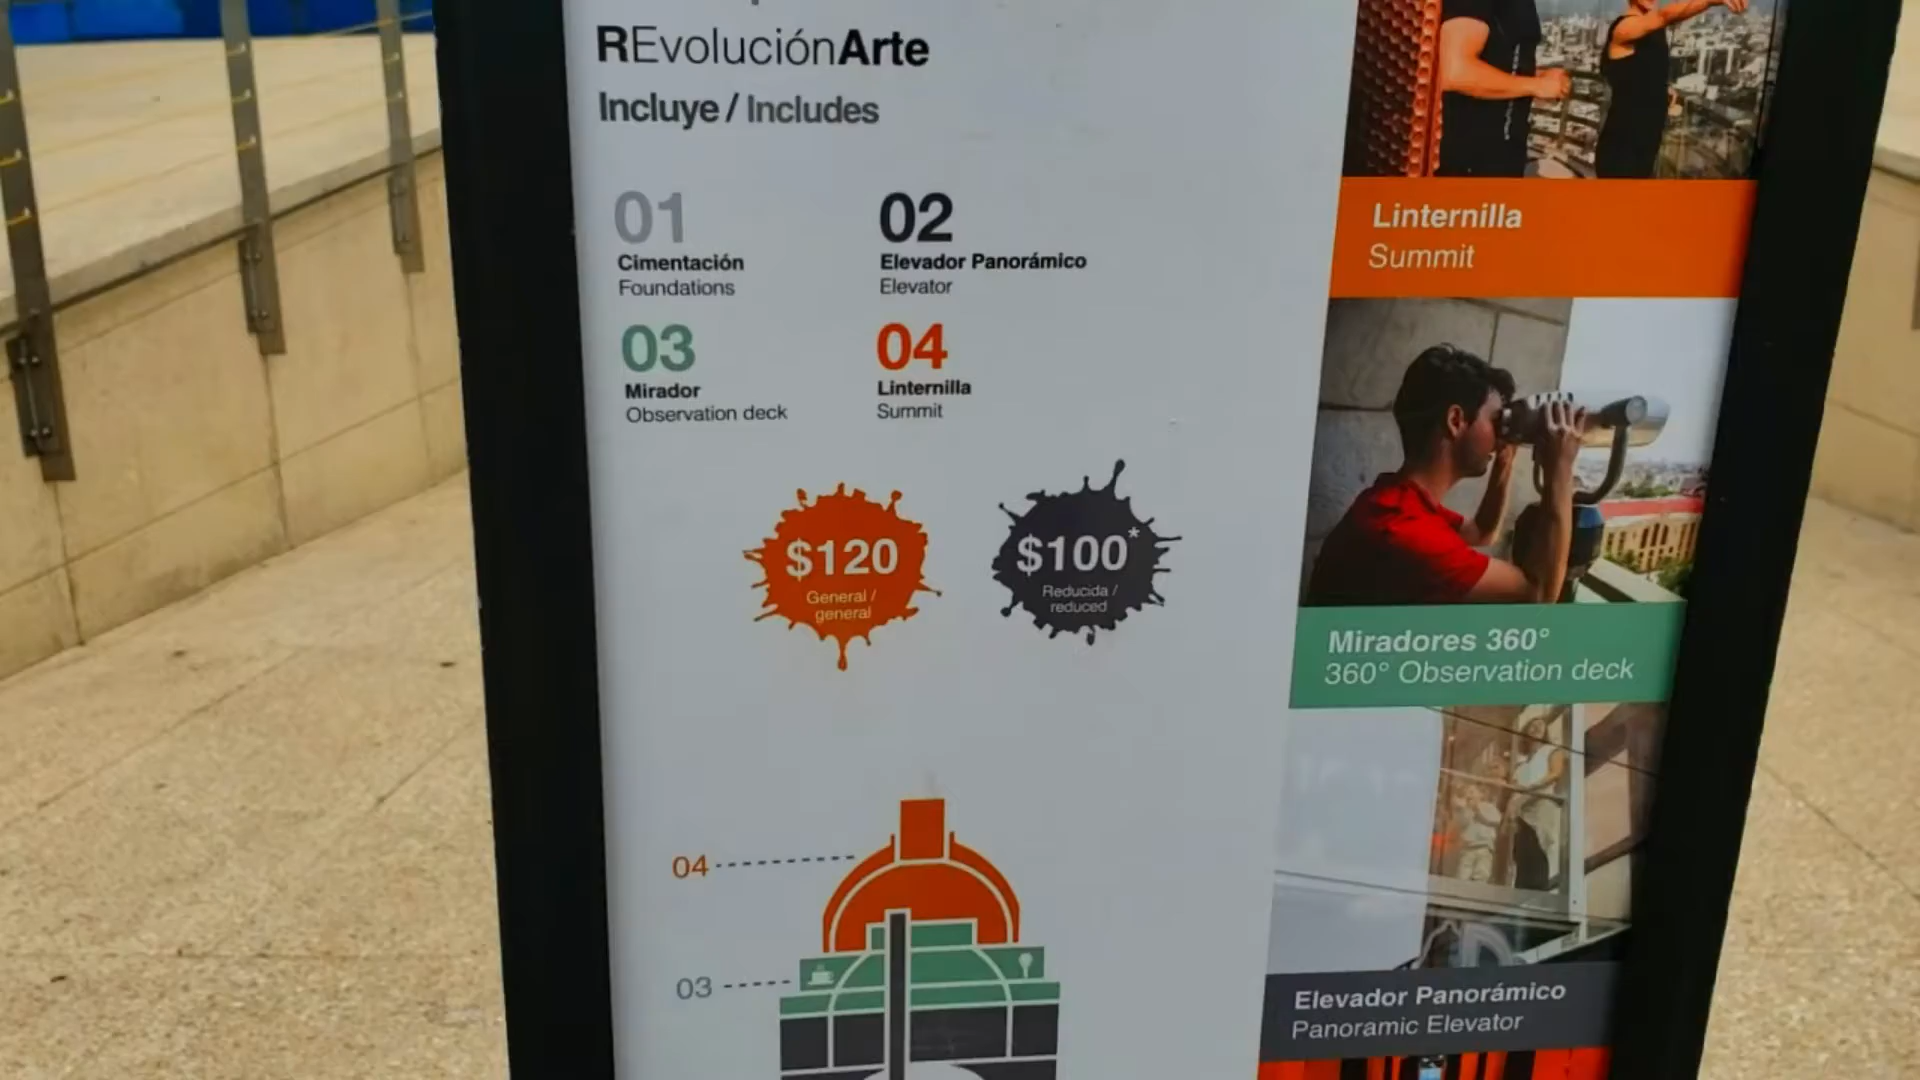 REvoluciónArte
Incluye / Includes
01
Cimentación
Foundations
02
Elevador Panorámico
Elevator
03
Mirador
Observation deck
04
Linternilla
Summit
$120
General /
general
$100*
Reducida /
reduced
04
03
Linternilla
Summit
Miradores 360°
360° Observation deck
Elevador Panorámico
Panoramic Elevator